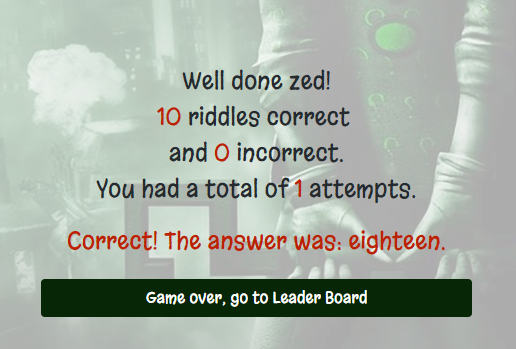 Well done zed!
10 riddles correct
and 0 incorrect.
You had a total of 1 attempts.
Correct! The answer was: eighteen.
Game over, go to Leader Board